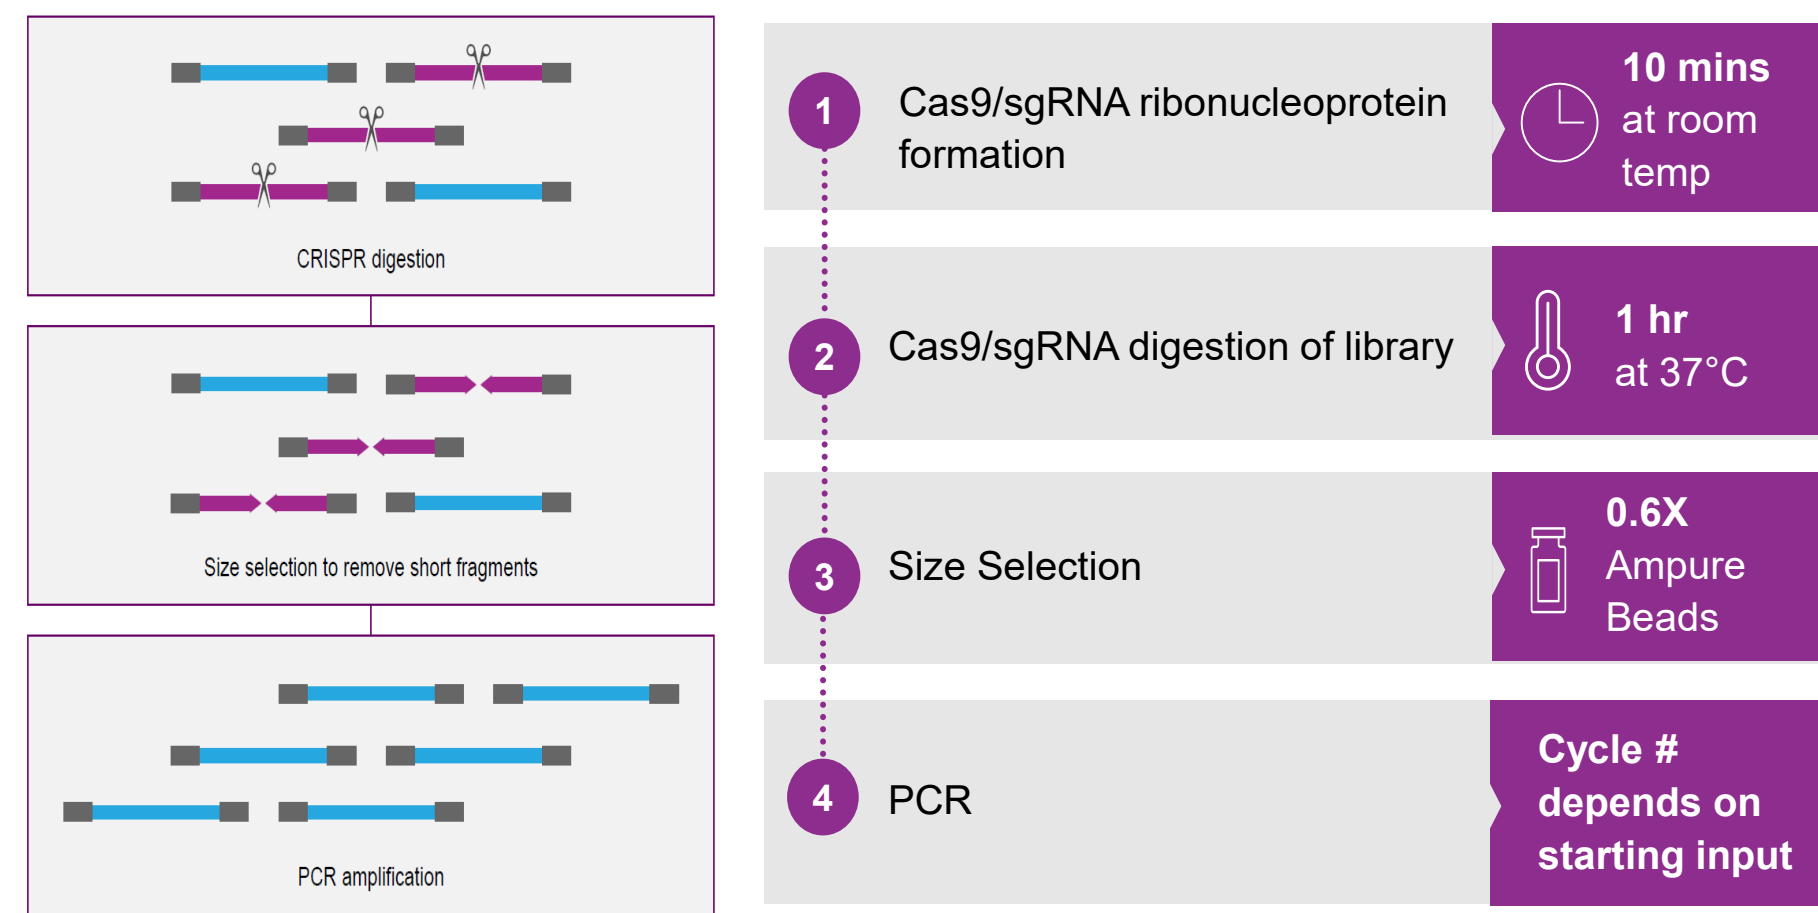 CRISPR digestion
Size selection to remove short fragments
PCR amplification
1
Cas9/sgRNA ribonucleoprotein
formation
10 mins
at room
temp
2
Cas9/sgRNA digestion of library
1 hr
at 37°C
3
Size Selection
0.6X
Ampure
Beads
4
PCR
Cycle #
depends on
starting input